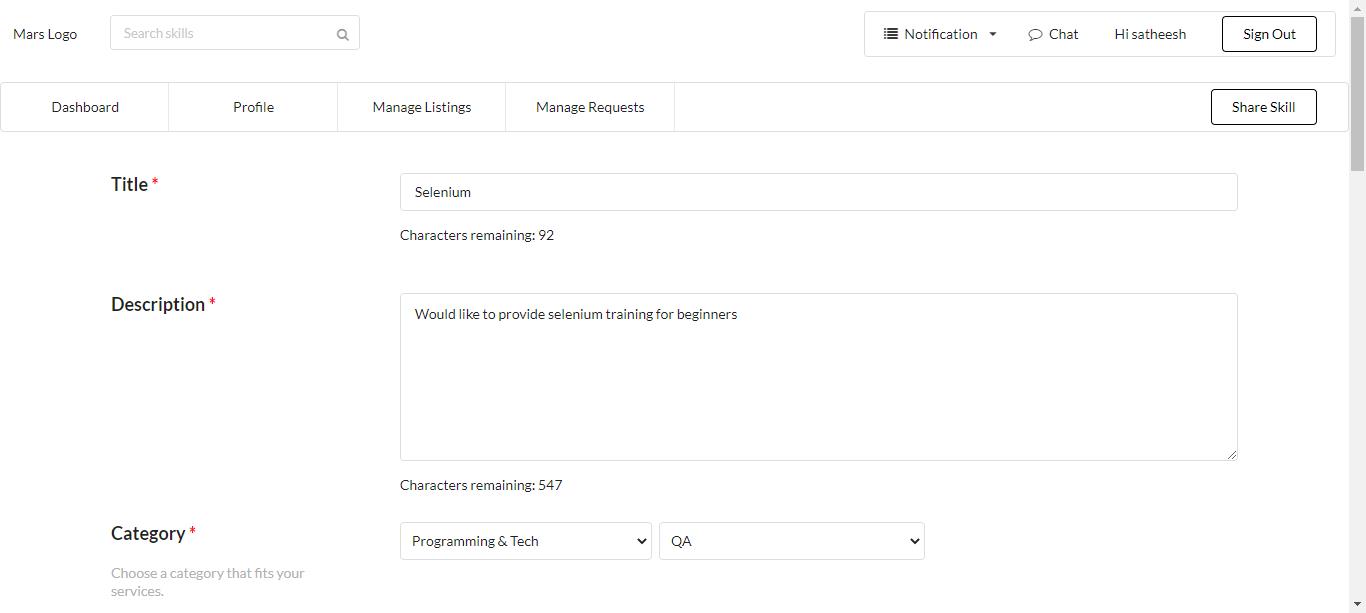 Mars Logo
Search skills
Notification
Chat
Hi satheesh
Sign Out
Dashboard
Profile
Manage Listings
Manage Requests
Share Skill
Title *
Selenium
Characters remaining: 92
Description *
Would like to provide selenium training for beginners
Characters remaining: 547
Category *
Programming & Tech
QA
Choose a category that fits your
services.